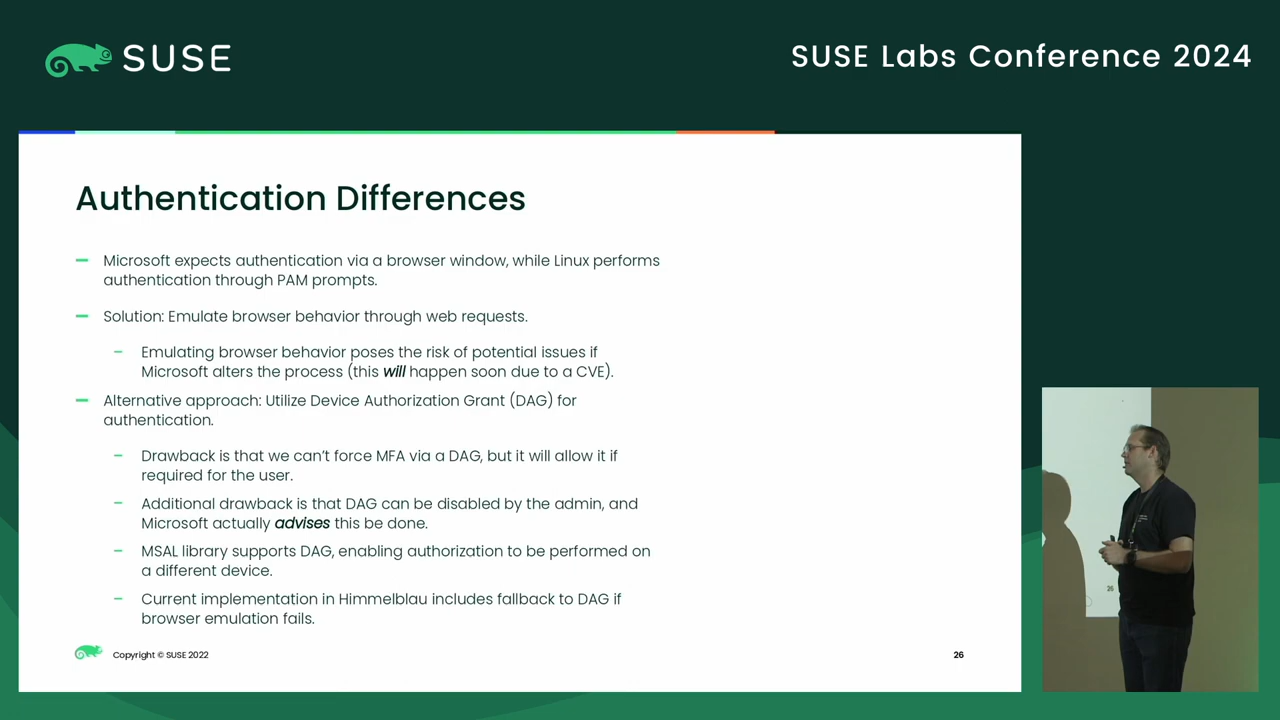 SUSE
SUSE Labs Conference 2024
Authentication Differences
Microsoft expects authentication via a browser window, while Linux performs
authentication through PAM prompts.
Solution: Emulate browser behavior through web requests.
Emulating browser behavior poses the risk of potential issues if
Microsoft alters the process (this will happen soon due to a CVE).
Alternative approach: Utilize Device Authorization Grant (DAG) for
authentication.
Drawback is that we can’t force MFA via a DAG, but it will allow it if
required for the user.
Additional drawback is that DAG can be disabled by the admin, and
Microsoft actually advises this be done.
MSAL library supports DAG, enabling authorization to be performed on
a different device.
Current implementation in Himmelblau includes fallback to DAG if
browser emulation fails.
Copyright © SUSE 2022
26
26